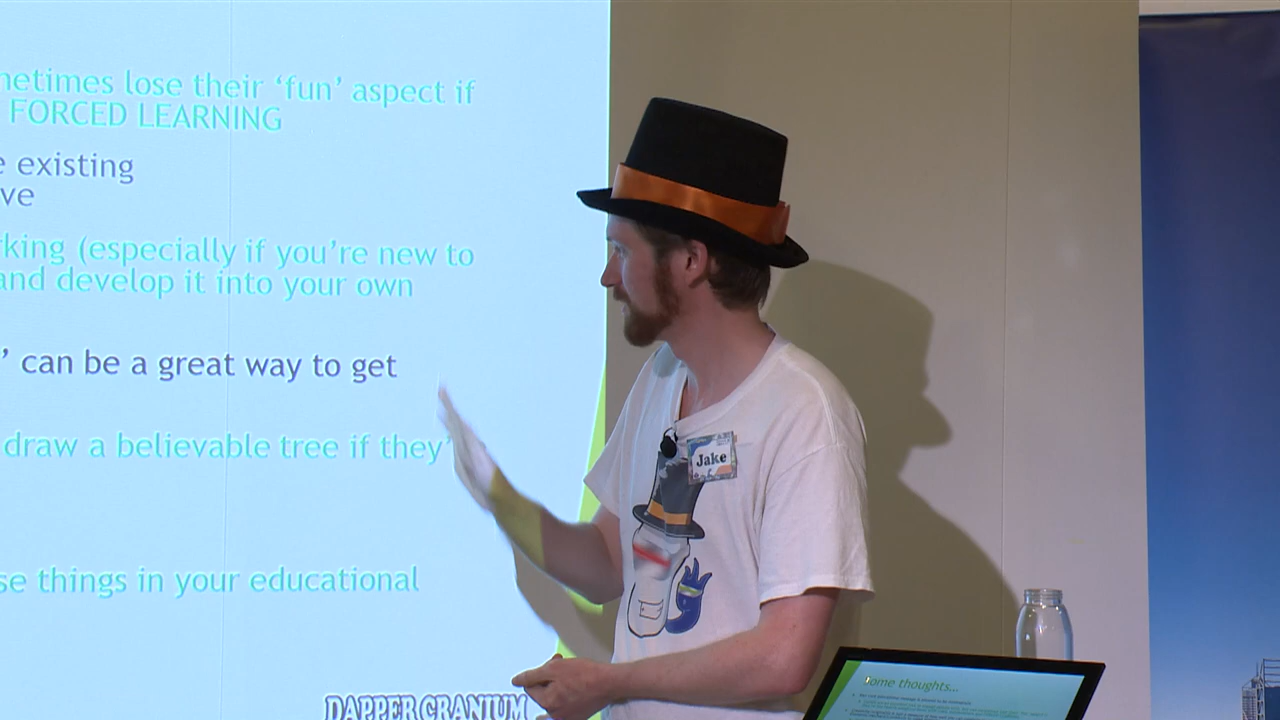 metimes lose their ‘fun’ aspect if
FORCED LEARNING
e existing
ve
rking (especially if you’re new to
and develop it into your own
’ can be a great way to get
draw a believable tree if they’
se things in your educational
DAPPER CRANIUM
Jake
Some thoughts...